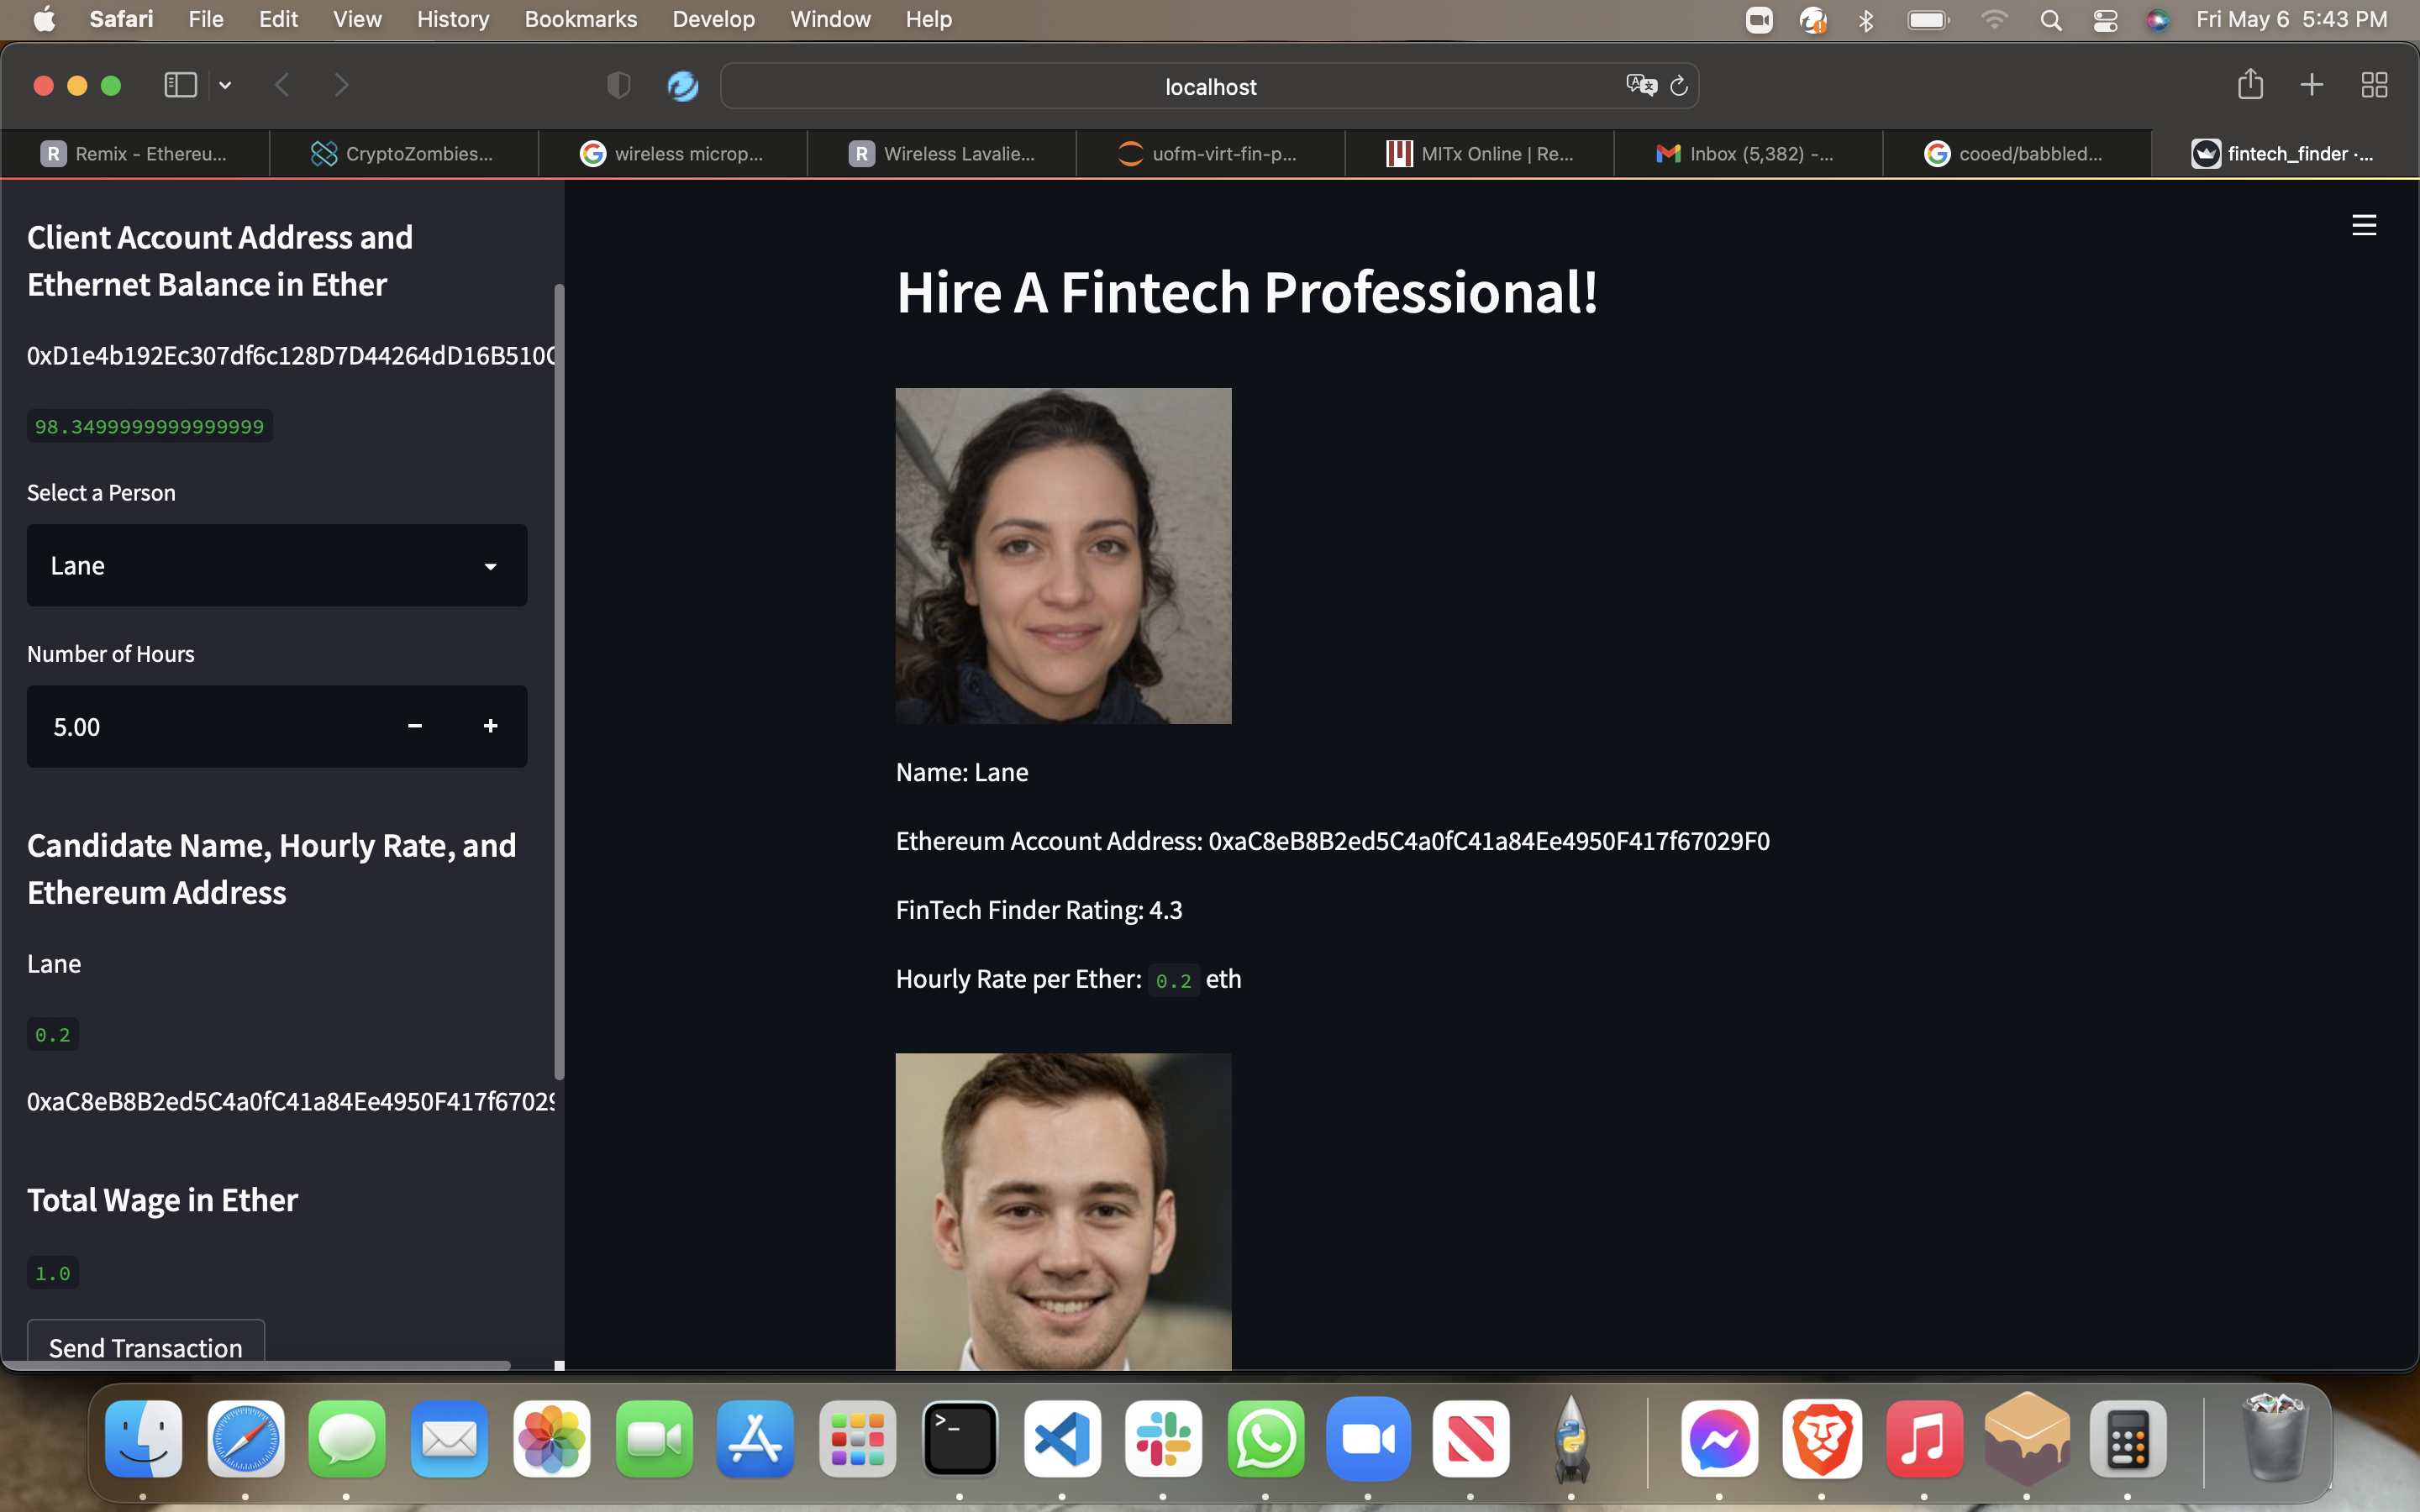 Safari File Edit View History Bookmarks Develop Window Help Fri May 6 5:43 PM
localhost
Remix - Ethereu... CryptoZombies... wireless microp... Wireless Lavalie... uofm-virt-fin-p... MITx Online | Re... Inbox (5,382) -... cooed/babbled... fintech_finder ·...
Client Account Address and
Ethernet Balance in Ether
0xD1e4b192Ec307df6c128D7D44264dD16B510
98.3499999999999999
Select a Person
Lane
Number of Hours
5.00 - +
Candidate Name, Hourly Rate, and
Ethereum Address
Lane
0.2
0xaC8eB8B2ed5C4a0fC41a84Ee4950F417f67029
Total Wage in Ether
1.0
Send Transaction
Hire A Fintech Professional!
Name: Lane
Ethereum Account Address: 0xaC8eB8B2ed5C4a0fC41a84Ee4950F417f67029F0
FinTech Finder Rating: 4.3
Hourly Rate per Ether: 0.2 eth